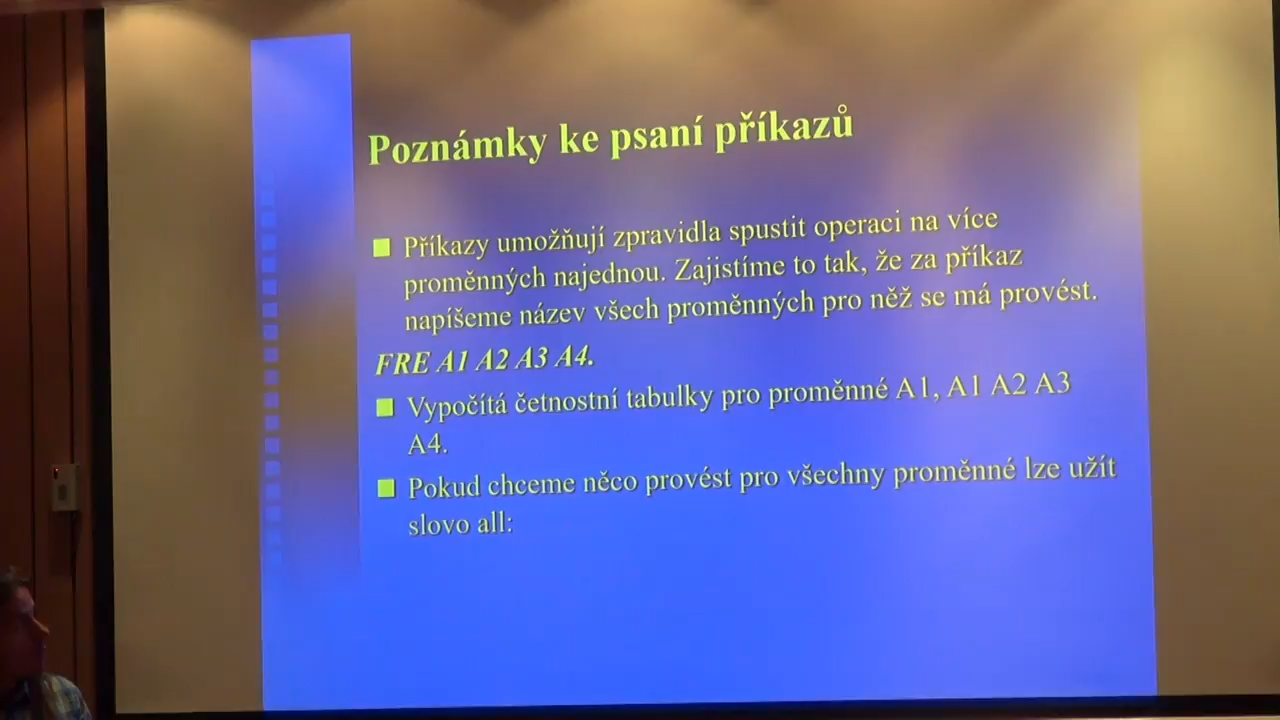 Poznámky ke psaní příkazů
Příkazy umožňují zpravidla spustit operaci na více
proměnných najednou. Zajistíme to tak, že za příkaz
napíšeme název všech proměnných pro něž se má provést.
FRE A1 A2 A3 A4.
Vypočítá četnostní tabulky pro proměnné A1, A1 A2 A3
A4.
Pokud chceme něco provést pro všechny proměnné lze užít
slovo all: